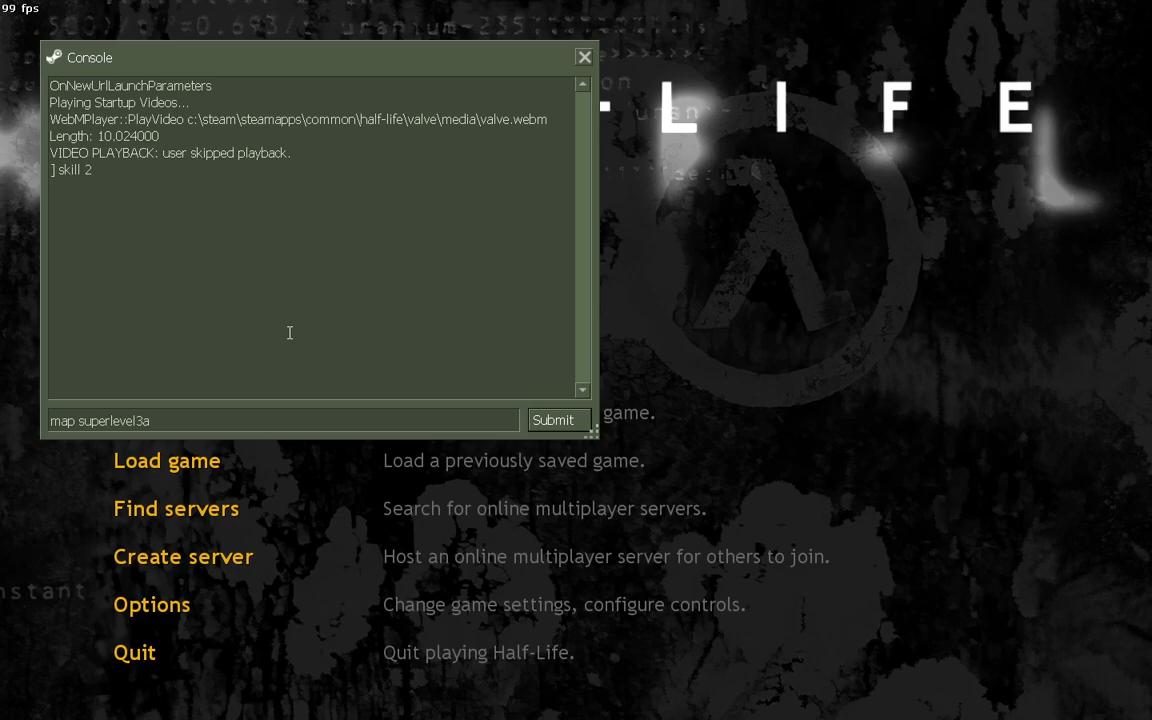 99 fps
uranium-235
Console
OnNewUrlLaunchParameters
Playing Startup Videos...
WebMPlayer::PlayVideo c:\steam\steamapps\common\half-life\valve\media\valve.webm
Length: 10.024000
VIDEO PLAYBACK: user skipped playback.
] skill 2
- L I F E
map superlevel3a
Submit
game.
Load game Load a previously saved game.
Find servers Search for online multiplayer servers.
Create server Host an online multiplayer server for others to join.
Options Change game settings, configure controls.
Quit Quit playing Half-Life.